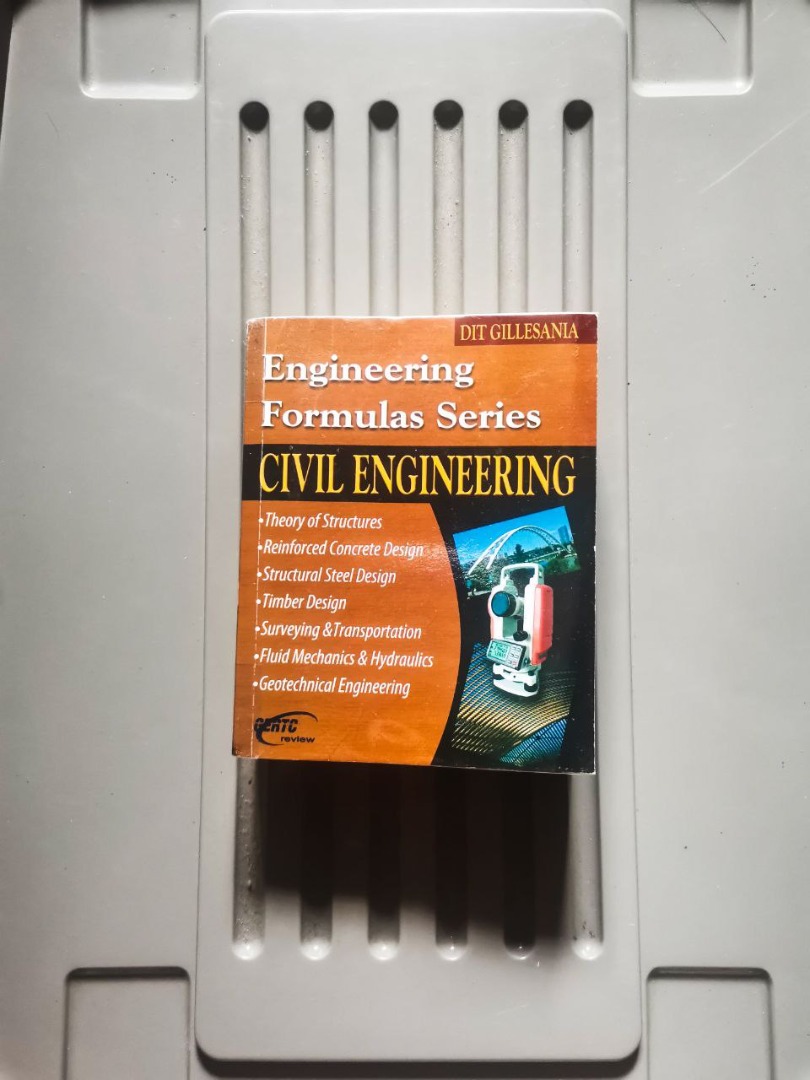 DIT GILLESANIA
Engineering
Formulas Series
CIVIL ENGINEERING
•Theory of Structures
•Reinforced Concrete Design
•Structural Steel Design
•Timber Design
•Surveying &Transportation
•Fluid Mechanics & Hydraulics
•Geotechnical Engineering
GERTC
review